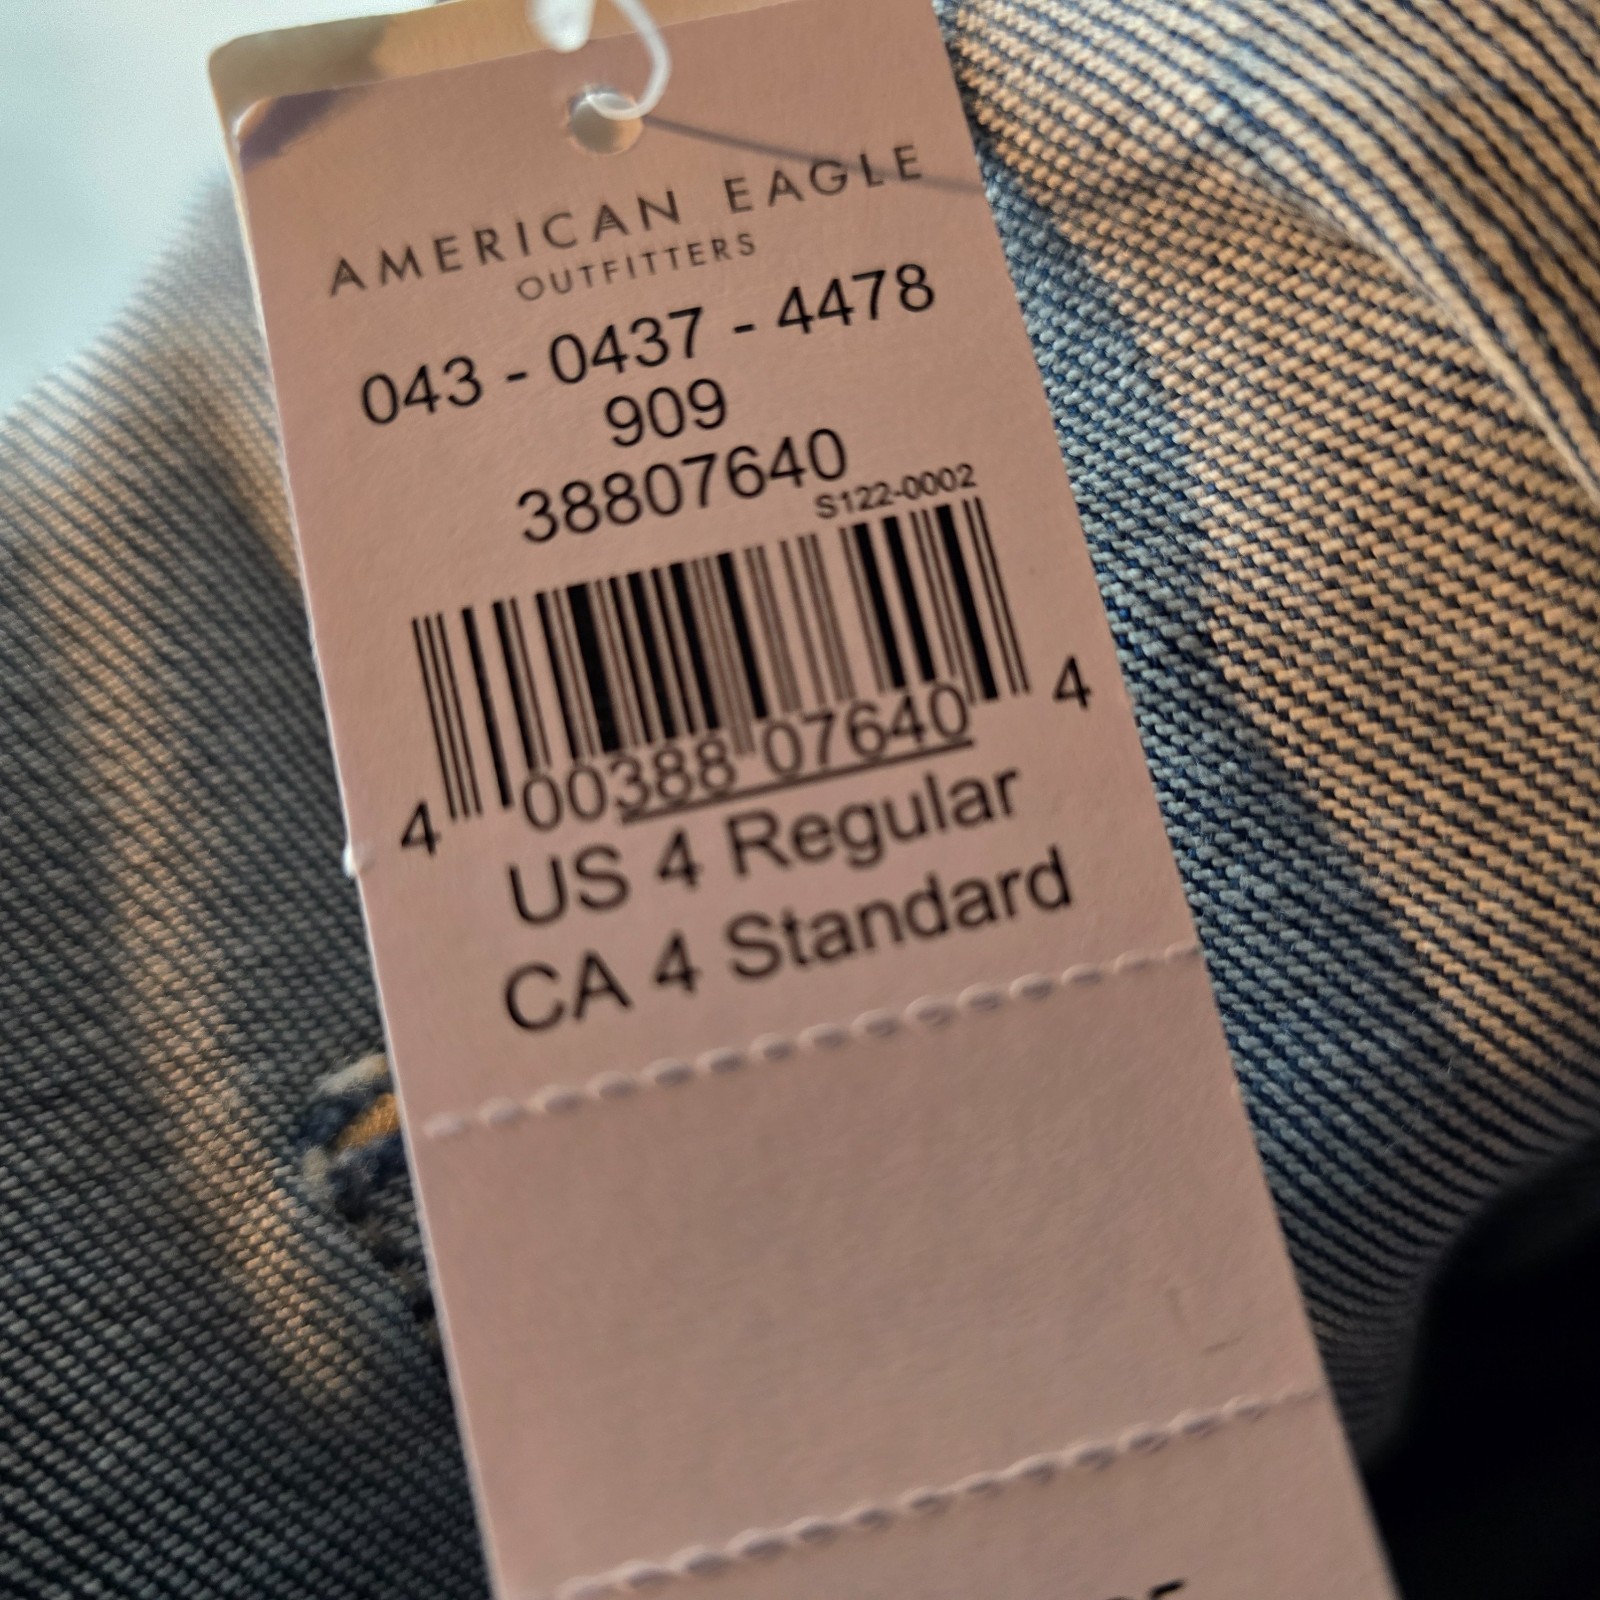 AMERICAN EAGLE
OUTFITTERS
043 - 0437 - 4478
909
38807640
S122-0002
4 00388 07640 4
US 4 Regular
CA 4 Standard